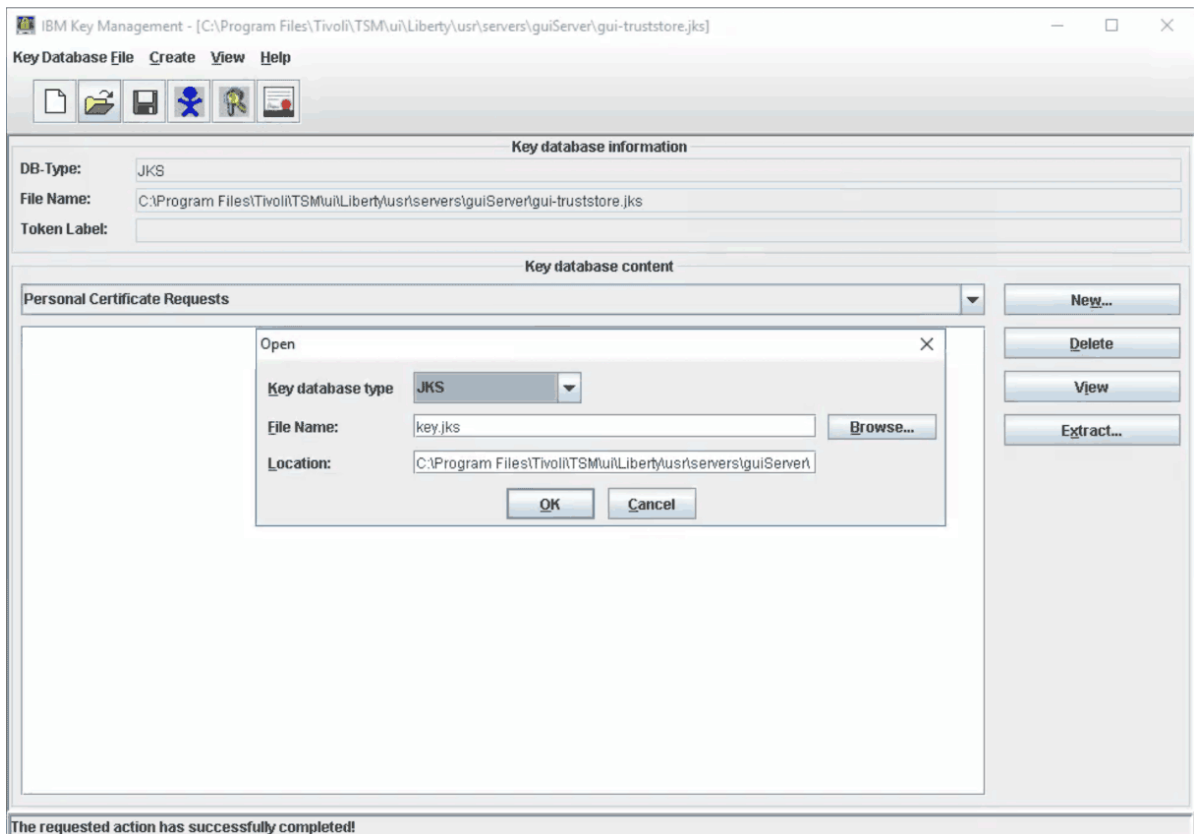 IBM Key Management - [C:\Program Files\Tivoli\TSM\ui\Liberty\usr\servers\guiServer\gui-truststore.jks]
Key Database File Create View Help
Key database information
DB-Type: JKS
File Name: C:\Program Files\Tivoli\TSM\ui\Liberty\usr\servers\guiServer\gui-truststore.jks
Token Label:
Key database content
Personal Certificate Requests
New...
Open
Delete
Key database type JKS
View
File Name: key.jks Browse...
Extract...
Location: C:\Program Files\Tivoli\TSM\ui\Liberty\usr\servers\guiServer\
OK Cancel
The requested action has successfully completed!